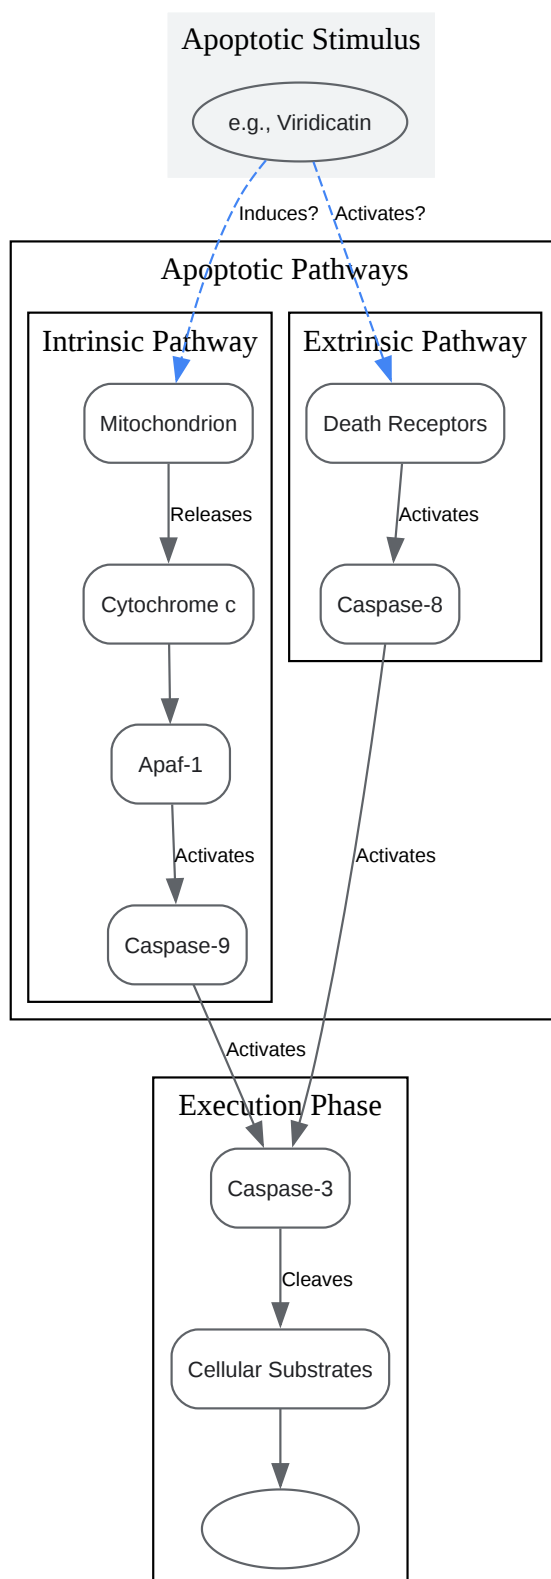 Apoptotic Stimulus
e.g., Viridicatin
Induces?
Activates?
Apoptotic Pathways
Intrinsic Pathway
Extrinsic Pathway
Mitochondrion
Death Receptors
Releases
Activates
Cytochrome c
Caspase-8
Apaf-1
Activates
Activates
Caspase-9
Activates
Execution Phase
Caspase-3
Cleaves
Cellular Substrates